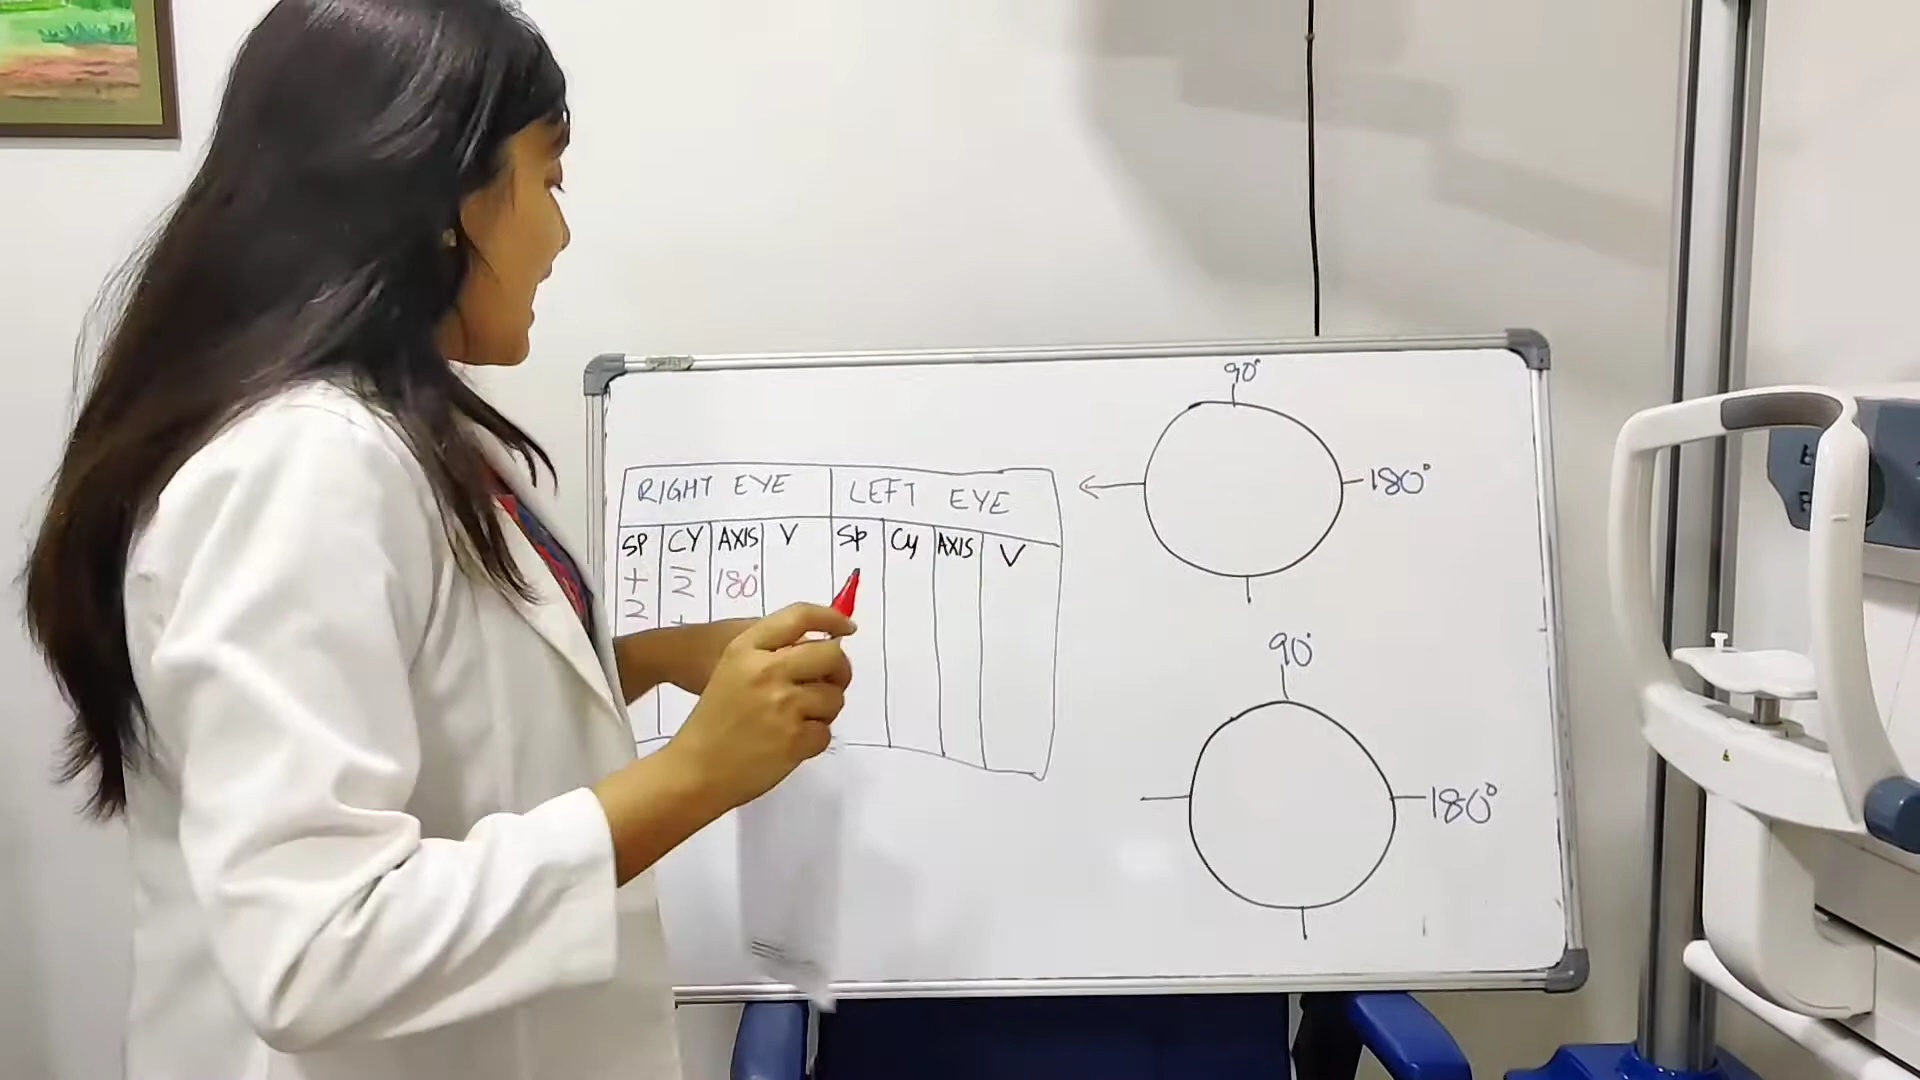 90°
180°
RIGHT EYE LEFT EYE
SP CY AXIS V SP Cy AXIS V
+ - 180°
2 2
+
90°
180°